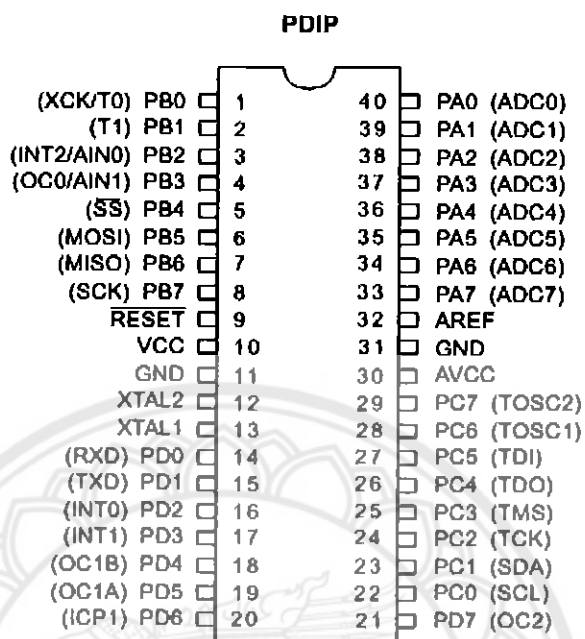 PDIP
(XCK/T0) PB0 1 40 PA0 (ADC0)
(T1) PB1 2 39 PA1 (ADC1)
(INT2/AIN0) PB2 3 38 PA2 (ADC2)
(OC0/AIN1) PB3 4 37 PA3 (ADC3)
(SS) PB4 5 36 PA4 (ADC4)
(MOSI) PB5 6 35 PA5 (ADC5)
(MISO) PB6 7 34 PA6 (ADC6)
(SCK) PB7 8 33 PA7 (ADC7)
RESET 9 32 AREF
VCC 10 31 GND
GND 11 30 AVCC
XTAL2 12 29 PC7 (TOSC2)
XTAL1 13 28 PC6 (TOSC1)
(RXD) PD0 14 27 PC5 (TDI)
(TXD) PD1 15 26 PC4 (TDO)
(INT0) PD2 16 25 PC3 (TMS)
(INT1) PD3 17 24 PC2 (TCK)
(OC1B) PD4 18 23 PC1 (SDA)
(OC1A) PD5 19 22 PC0 (SCL)
(ICP1) PD6 20 21 PD7 (OC2)